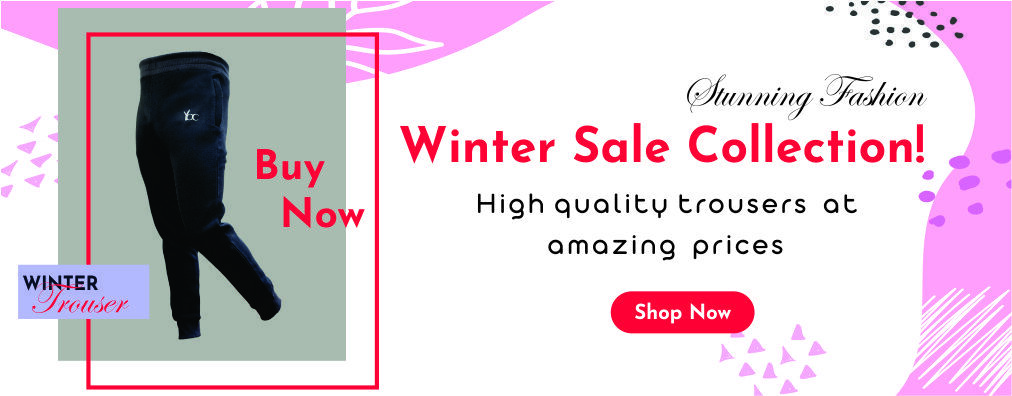 Buy
Now
WINTER
Trouser
Stunning Fashion
Winter Sale Collection!
High quality trousers at
amazing prices
Shop Now